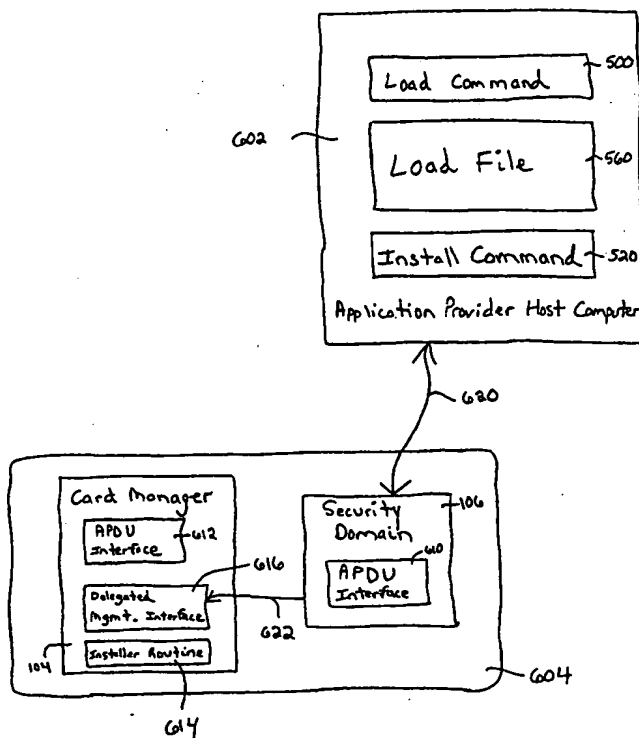 Load Command
500
602
Load File
560
Install Command
520
Application Provider Host Computer
620
Card Manager
APDU
Interface
612
616
Delegated
Mgmt. Interface
104
Installer Routine
614
622
Security
Domain
106
610
APDU
Interface
604